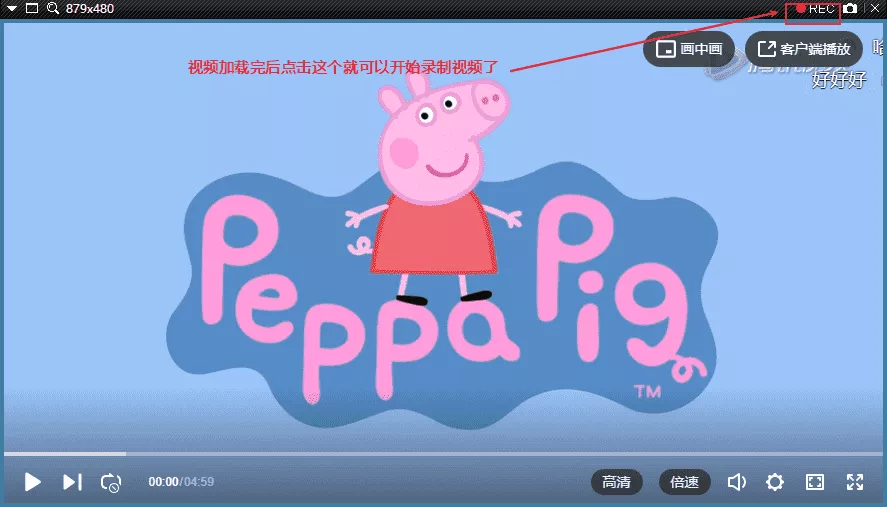 879x480
REC
画中画
客户端播放
视频加载完后点击这个就可以开始录制视频了
好好好
Peppa Pig
TM
00:00/04:59
高清
倍速